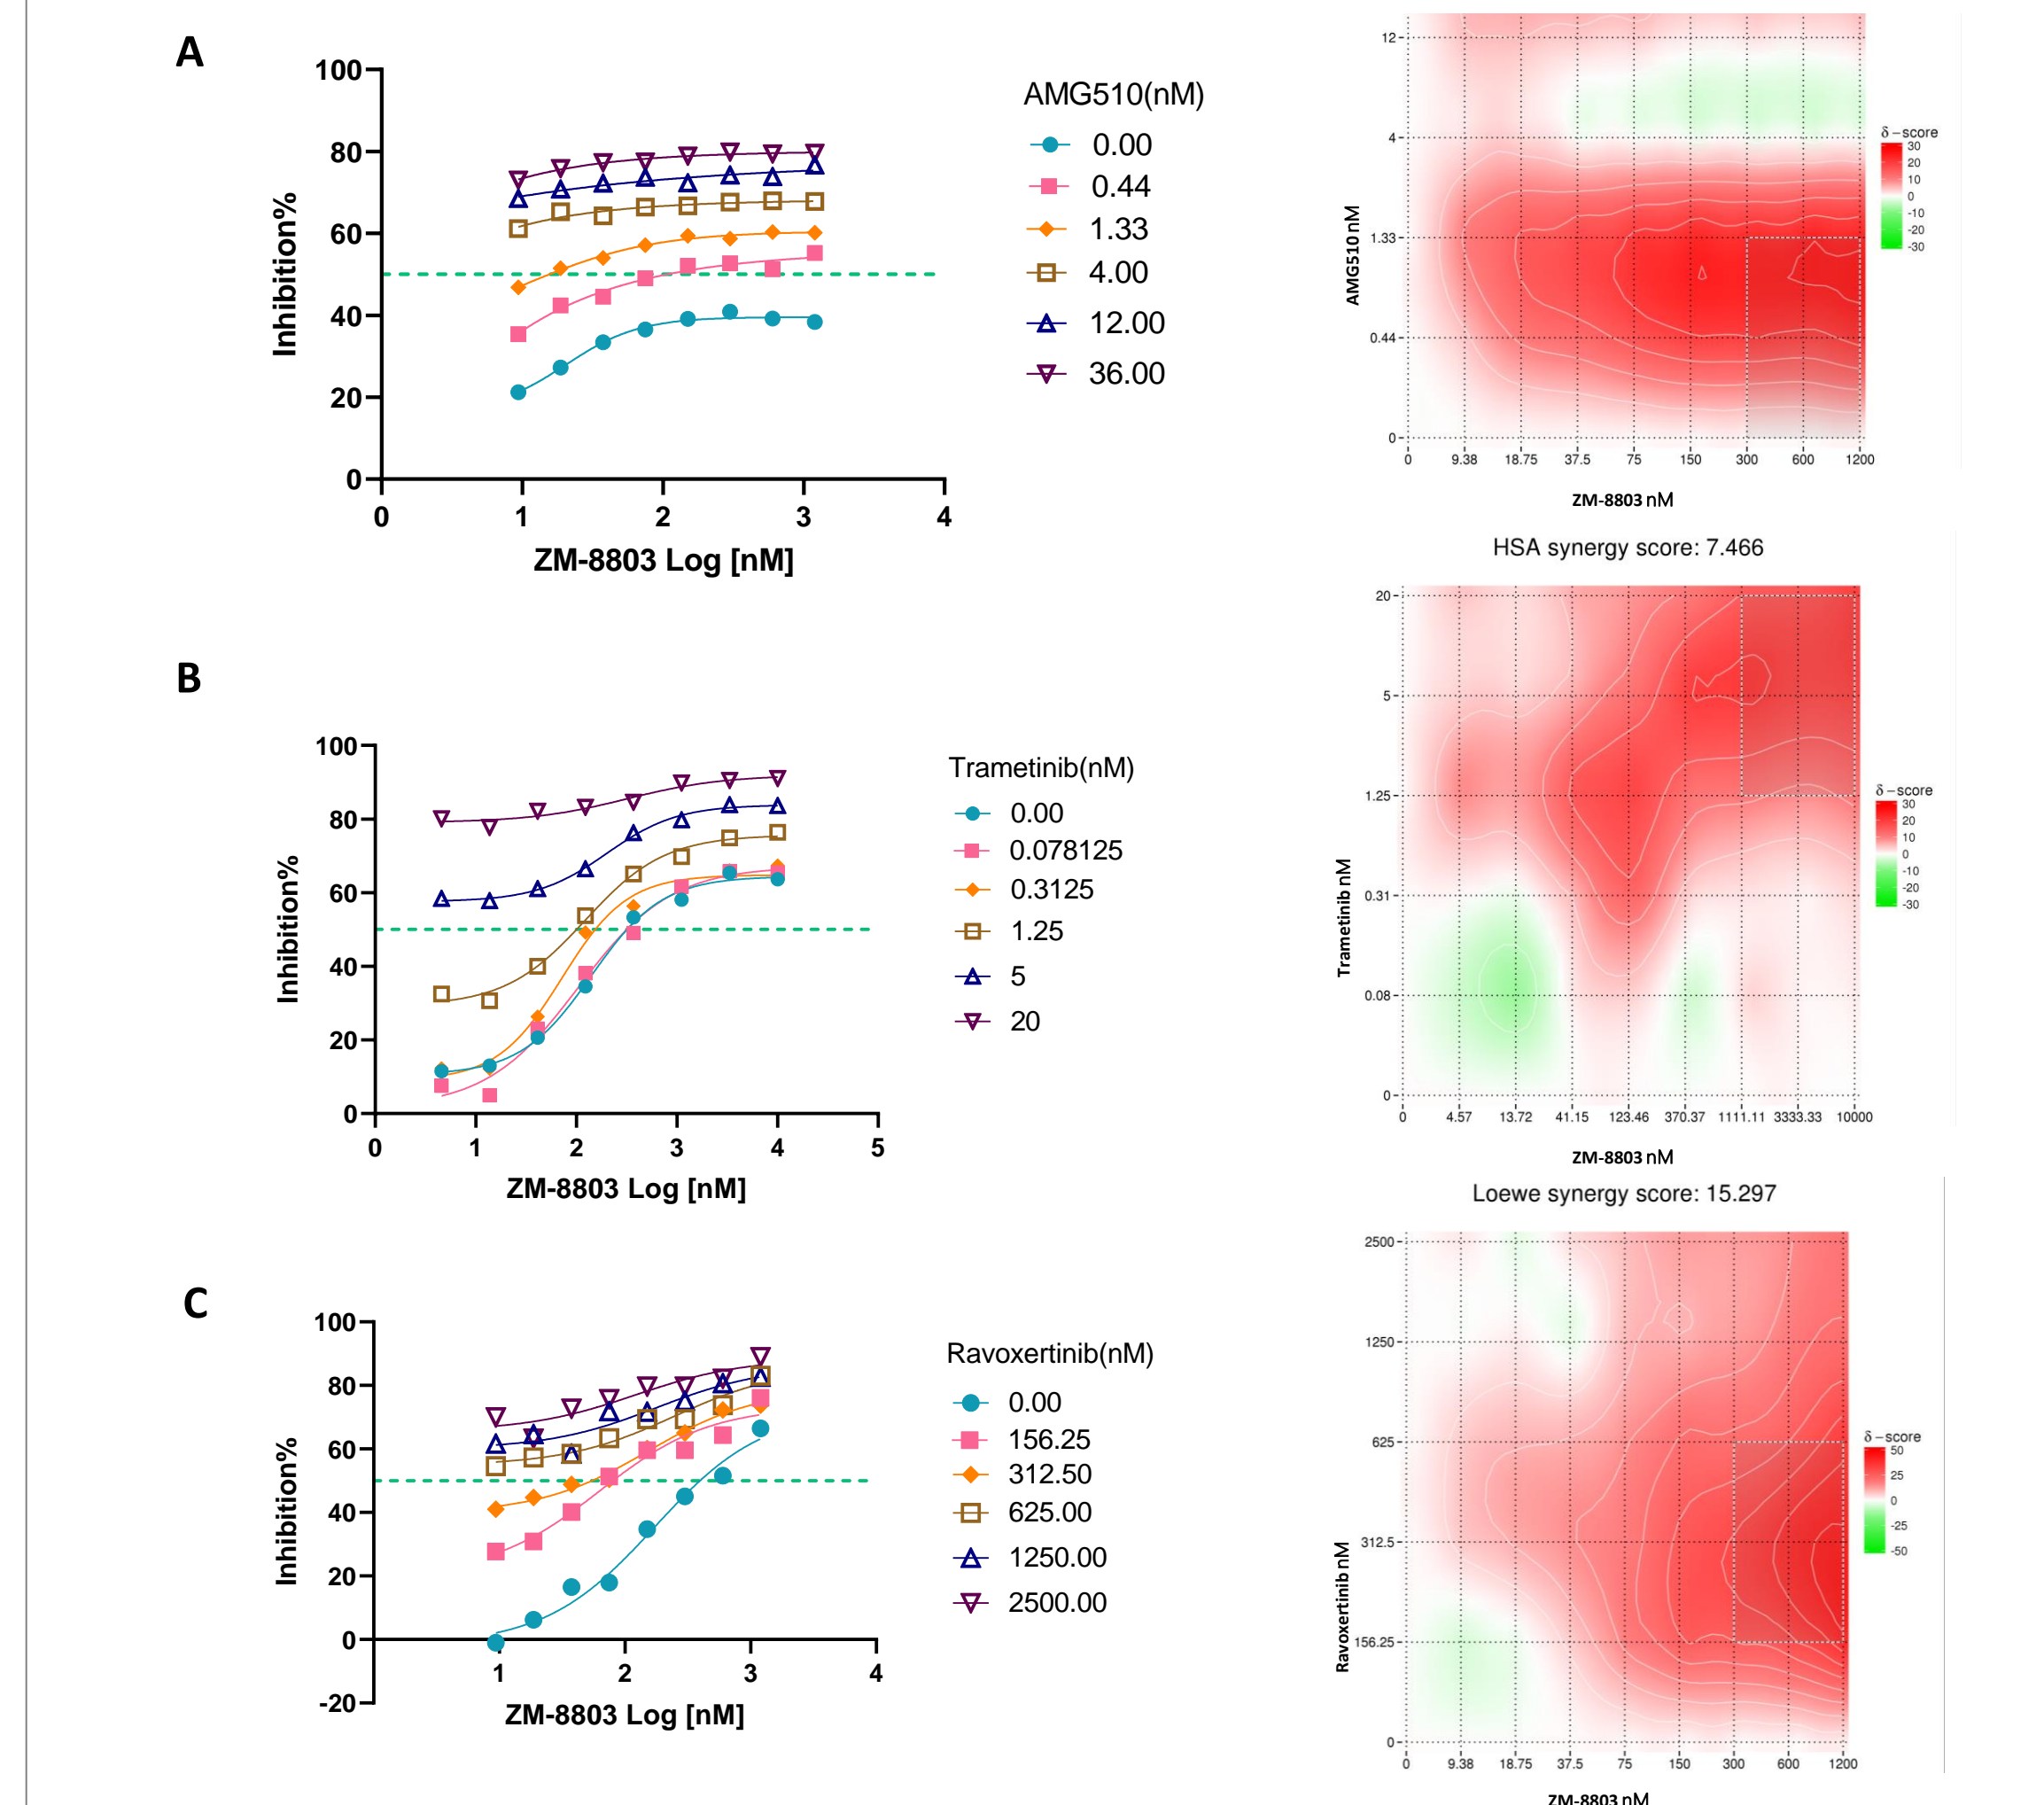 A
100
80
60
40
20
0
Inhibition%
0 1 2 3 4
ZM-8803 Log [nM]
AMG510(nM)
0.00
0.44
1.33
4.00
12.00
36.00
12
4
1.33
0.44
0
AMG510 nM
0 9.38 18.75 37.5 75 150 300 600 1200
ZM-8803 nM
δ-score
30
20
10
0
-10
-20
-30
B
100
80
60
40
20
0
Inhibition%
0 1 2 3 4 5
ZM-8803 Log [nM]
Trametinib(nM)
0.00
0.078125
0.3125
1.25
5
20
HSA synergy score: 7.466
20
5
1.25
0.31
0.08
0
Trametinib nM
0 4.57 13.72 41.15 123.46 370.37 1111.11 3333.33 10000
ZM-8803 nM
δ-score
30
20
10
0
-10
-20
-30
C
100
80
60
40
20
0
-20
Inhibition%
1 2 3 4
ZM-8803 Log [nM]
Ravoxertinib(nM)
0.00
156.25
312.50
625.00
1250.00
2500.00
Loewe synergy score: 15.297
2500
1250
625
312.5
156.25
0
Ravoxertinib nM
0 9.38 18.75 37.5 75 150 300 600 1200
ZM-8803 nM
δ-score
50
25
0
-25
-50